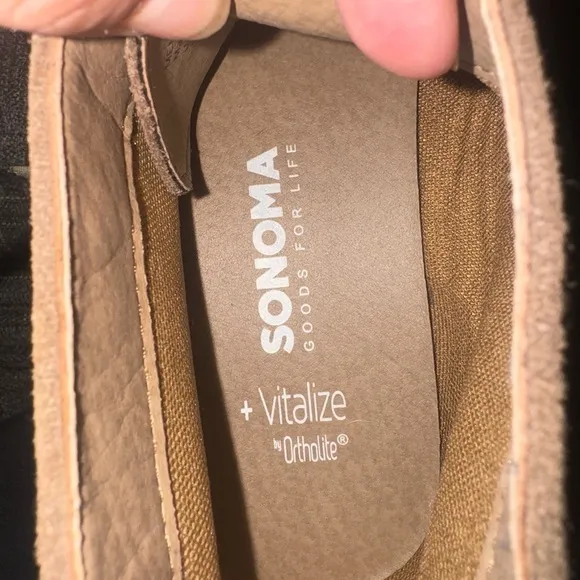 SONOMA
GOODS FOR LIFE
+ Vitalize
by Ortholite®